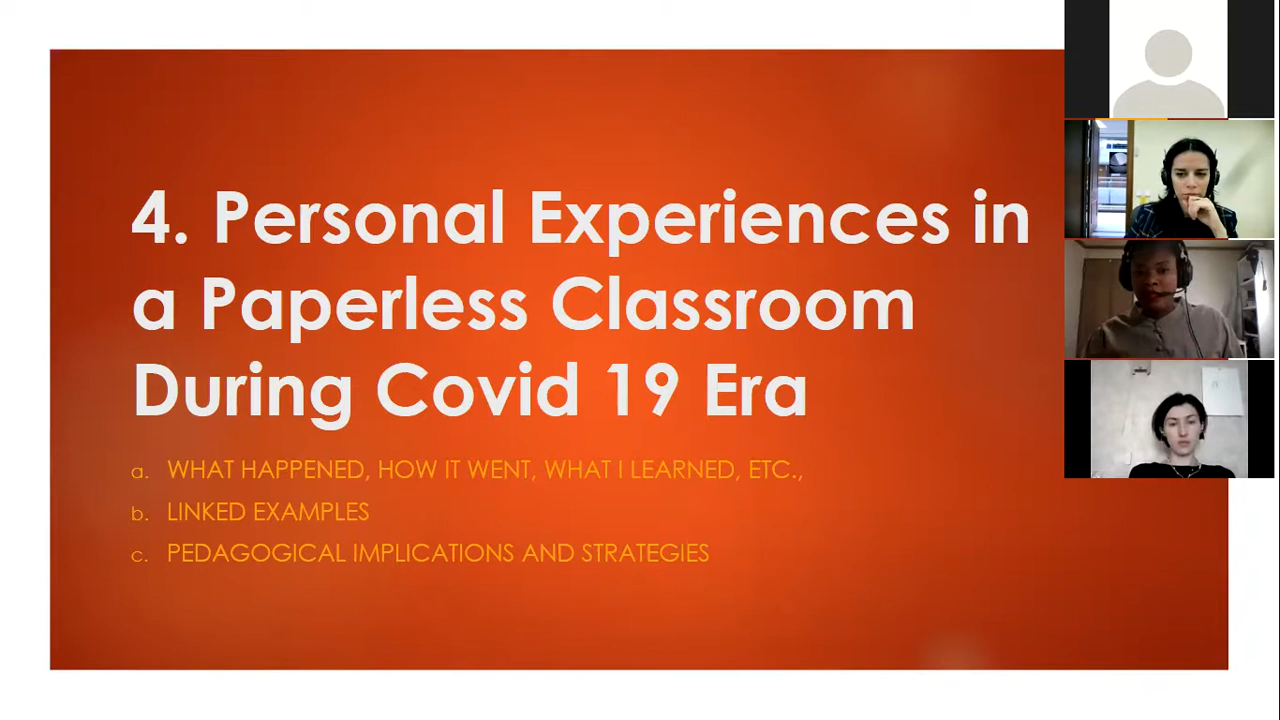 4. Personal Experiences in
a Paperless Classroom
During Covid 19 Era
a. WHAT HAPPENED, HOW IT WENT, WHAT I LEARNED, ETC.,
b. LINKED EXAMPLES
c. PEDAGOGICAL IMPLICATIONS AND STRATEGIES